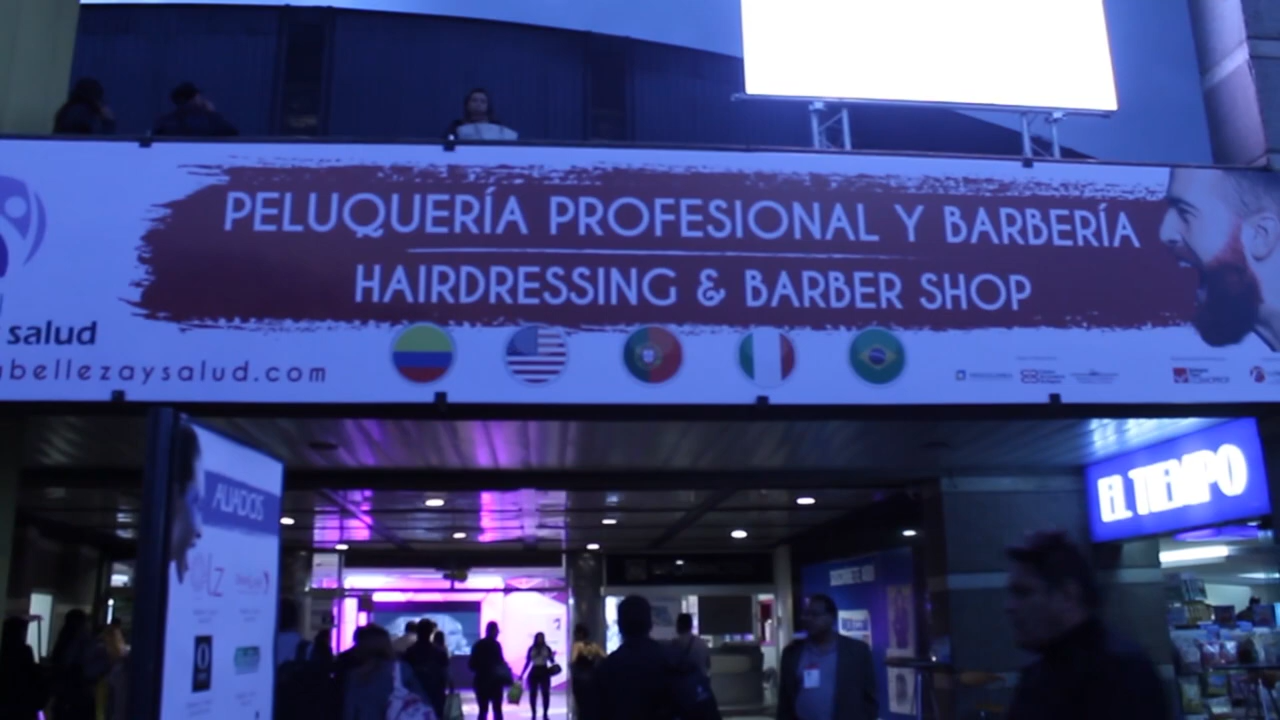 PELUQUERÍA PROFESIONAL Y BARBERÍA
HAIRDRESSING & BARBER SHOP
salud
bellezaysalud.com
ALIADOS
EL TIEMPO